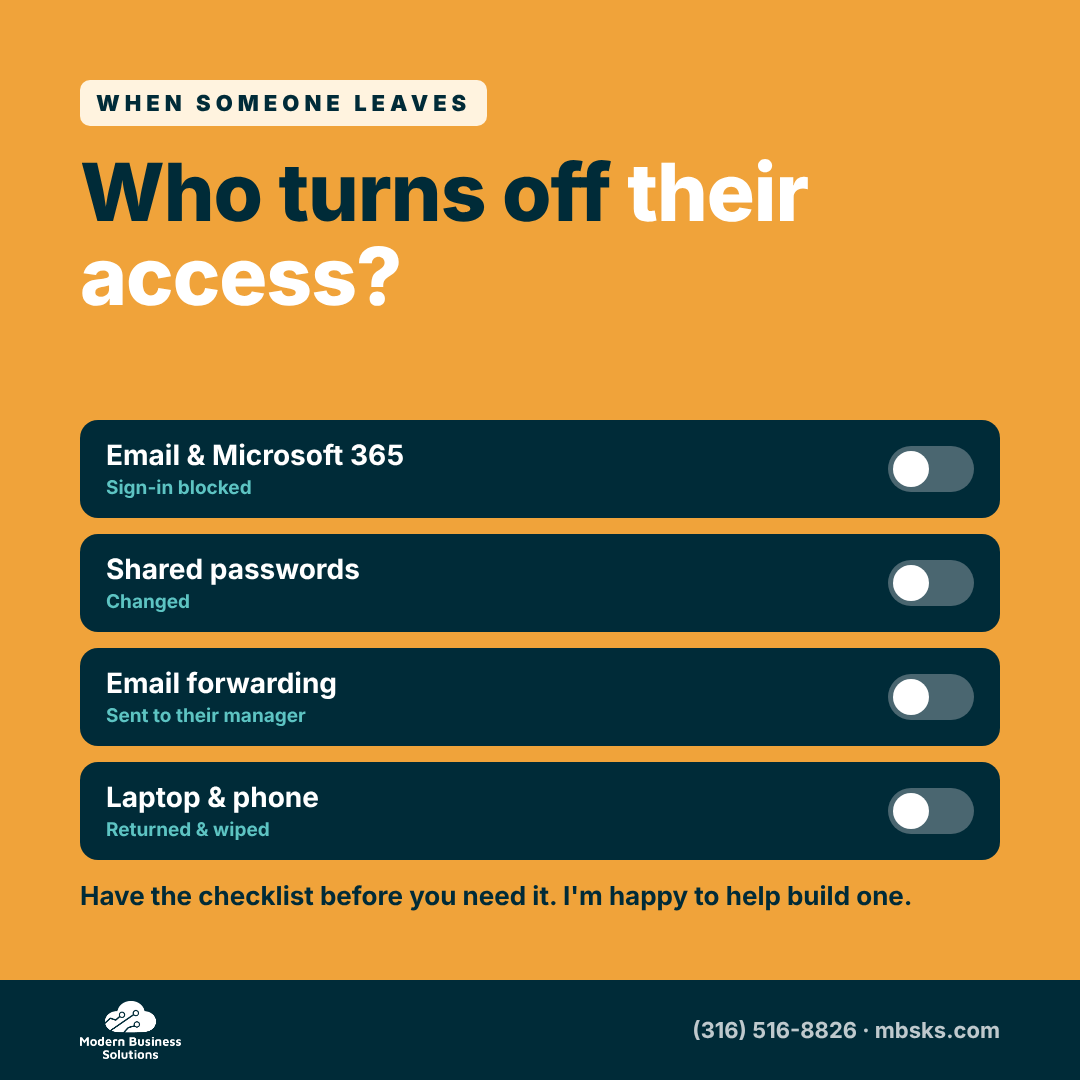 WHEN SOMEONE LEAVES
Who turns off their
access?
Email & Microsoft 365
Sign-in blocked
Shared passwords
Changed
Email forwarding
Sent to their manager
Laptop & phone
Returned & wiped
Have the checklist before you need it. I'm happy to help build one.
Modern Business
Solutions
(316) 516-8826 · mbsks.com